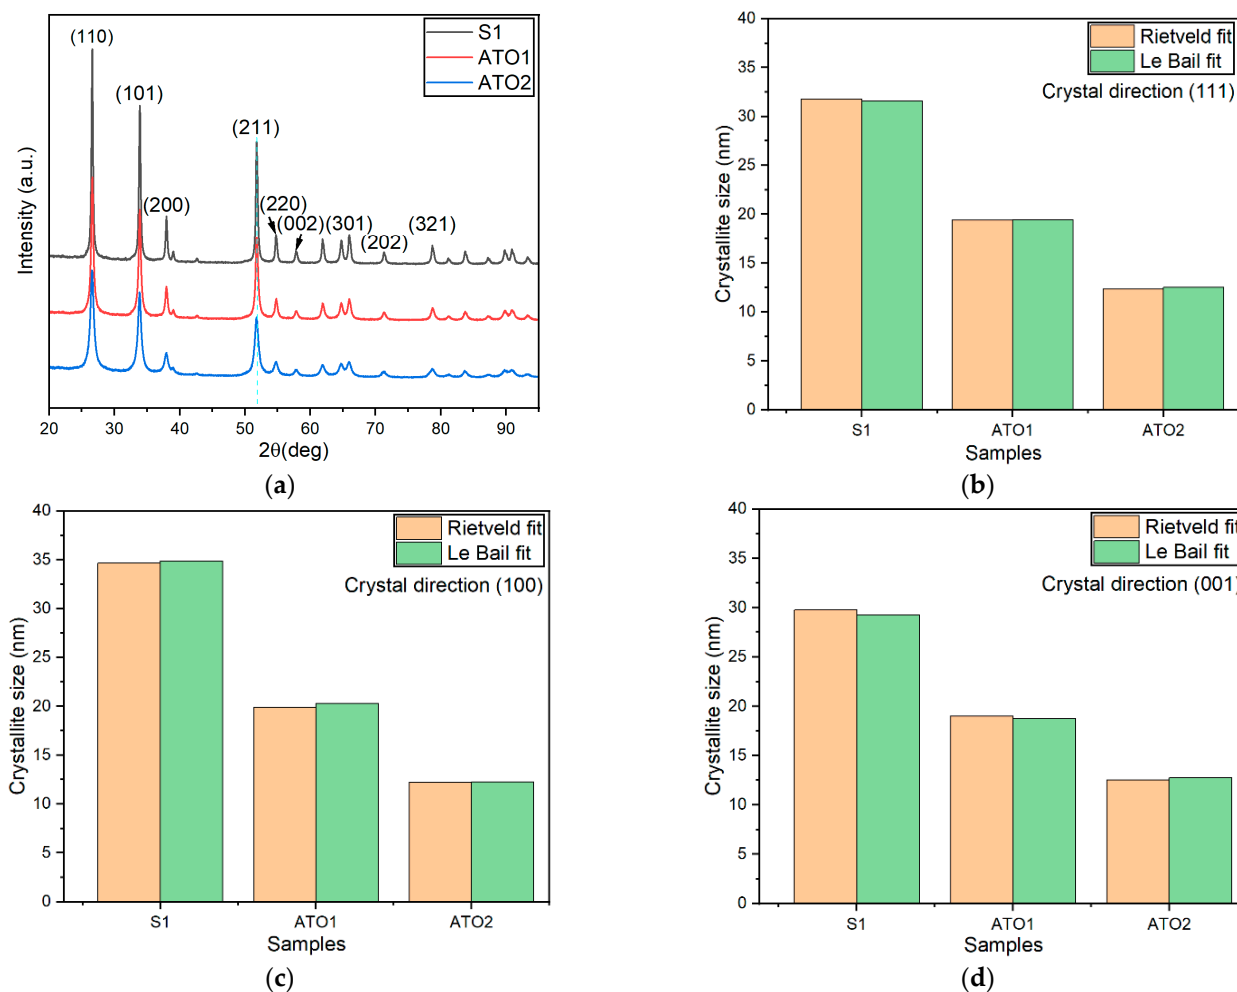 S1
ATO1
ATO2
(110)
(101)
(200)
(211)
(220)
(002)
(301)
(202)
(321)
Intensity (a.u.)
20 30 40 50 60 70 80 90
2θ(deg)
(a)
Rietveld fit
Le Bail fit
Crystal direction (111)
Crystallite size (nm)
40
35
30
25
20
15
10
5
0
S1 ATO1 ATO2
Samples
(b)
Rietveld fit
Le Bail fit
Crystal direction (100)
Crystallite size (nm)
40
35
30
25
20
15
10
5
0
S1 ATO1 ATO2
Samples
(c)
Rietveld fit
Le Bail fit
Crystal direction (001)
Crystallite size (nm)
40
35
30
25
20
15
10
5
0
S1 ATO1 ATO2
Samples
(d)